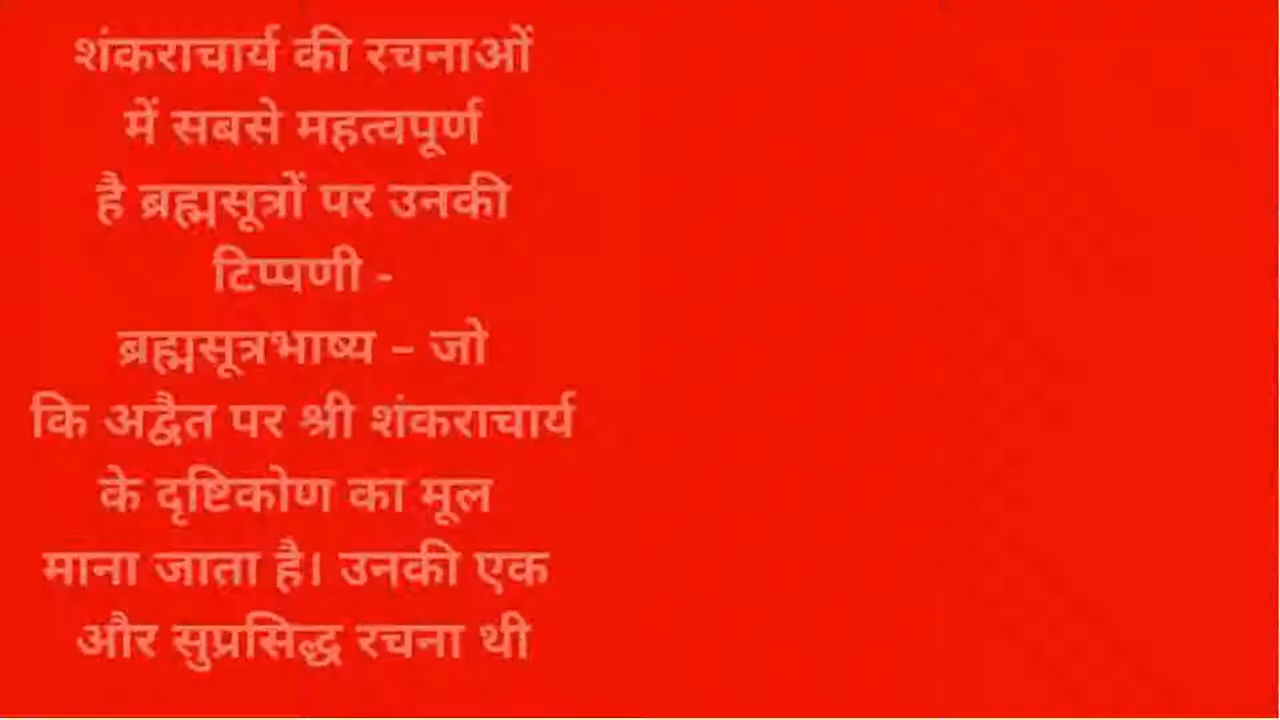 शंकराचार्य की रचनाओं
में सबसे महत्वपूर्ण
है ब्रह्मसूत्रों पर उनकी
टिप्पणी -
ब्रह्मसूत्रभाष्य – जो
कि अद्वैत पर श्री शंकराचार्य
के दृष्टिकोण का मूल
माना जाता है। उनकी एक
और सुप्रसिद्ध रचना थी